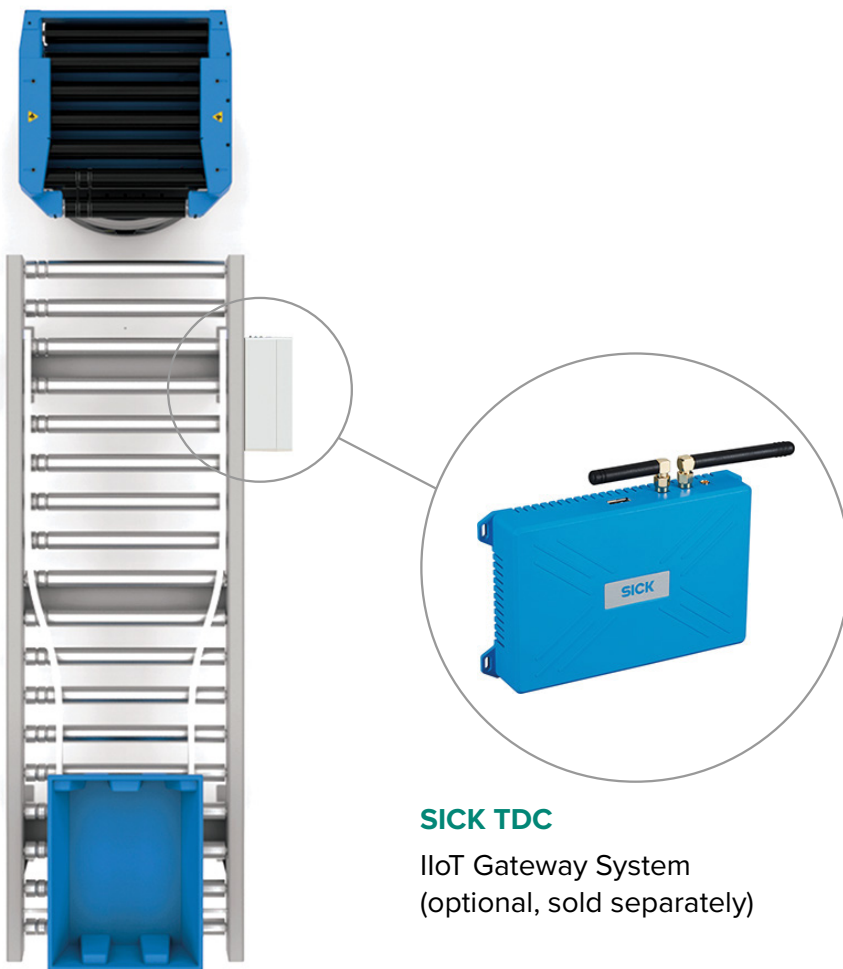 SICK
SICK TDC
IIoT Gateway System
(optional, sold separately)